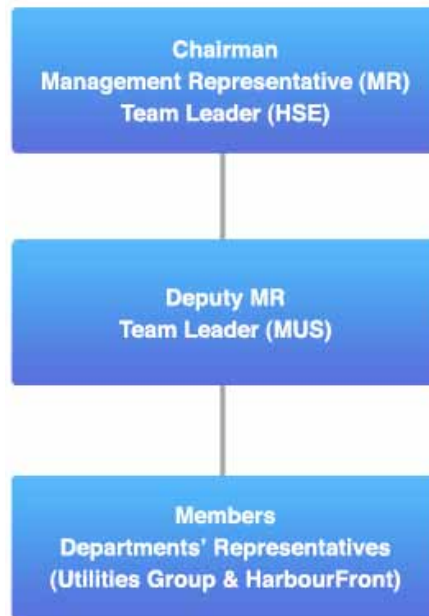 Chairman
Management Representative (MR)
Team Leader (HSE)
Deputy MR
Team Leader (MUS)
Members
Departments’ Representatives
(Utilities Group & HarbourFront)